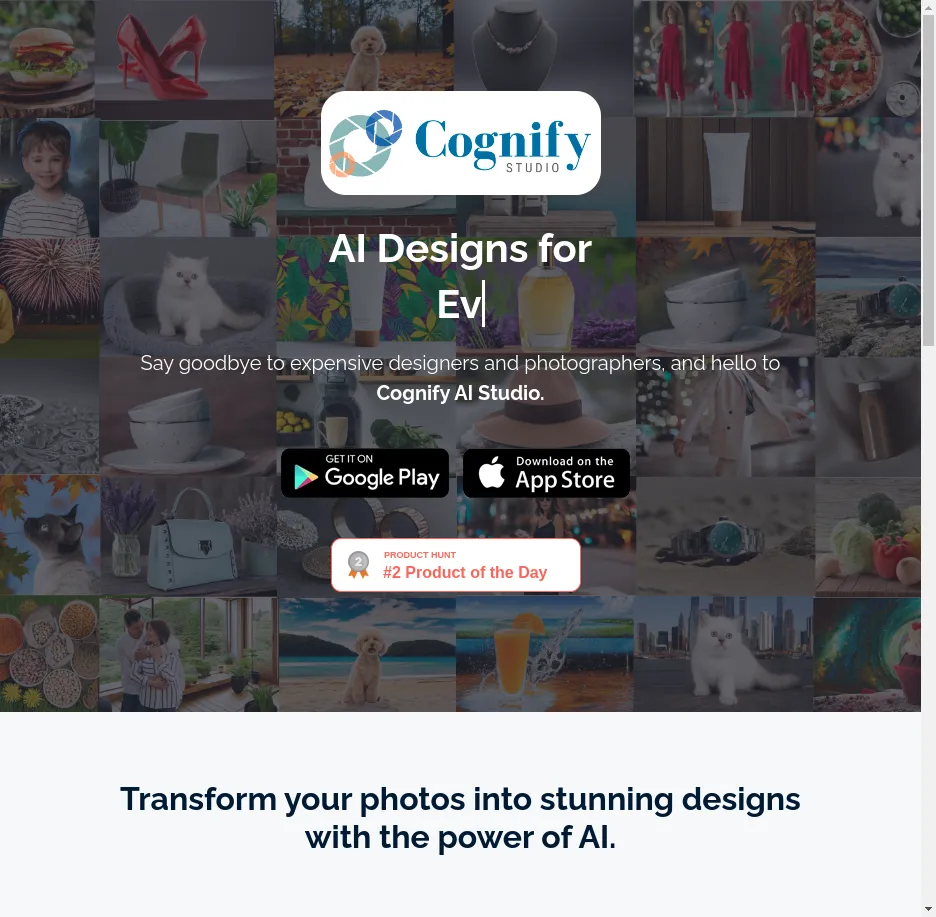 Cognify
STUDIO
AI Designs for
Ev
Say goodbye to expensive designers and photographers, and hello to
Cognify AI Studio.
GET IT ON
Google Play
Download on the
App Store
2
PRODUCT HUNT
#2 Product of the Day
Transform your photos into stunning designs
with the power of AI.